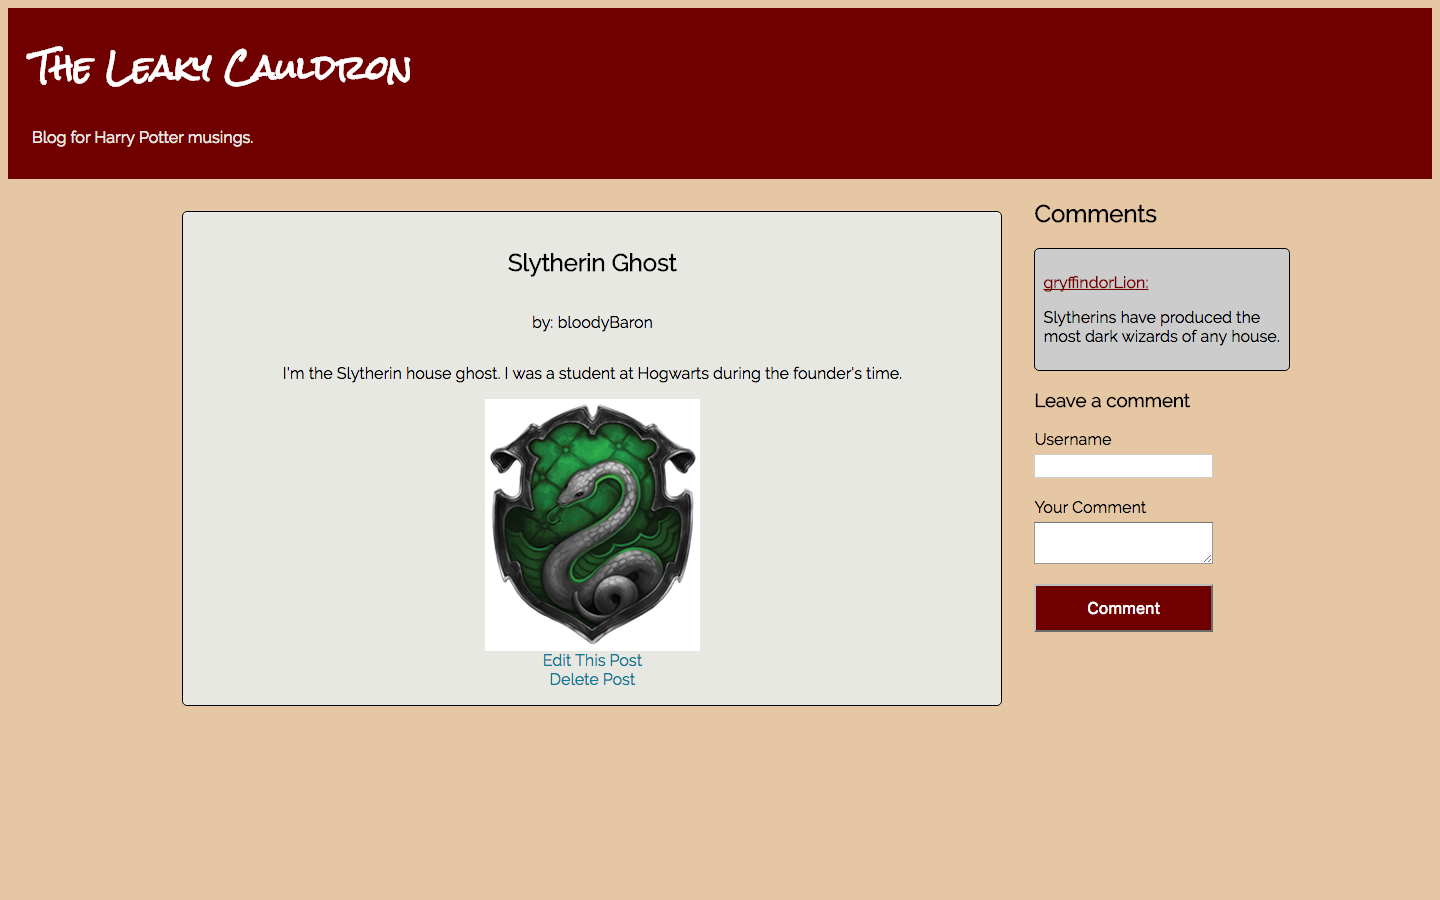 The Leaky Cauldron
Blog for Harry Potter musings.
Slytherin Ghost
by: bloodyBaron
I'm the Slytherin house ghost. I was a student at Hogwarts during the founder's time.
Edit This Post
Delete Post
Comments
gryffindorLion:
Slytherins have produced the
most dark wizards of any house.
Leave a comment
Username
Your Comment
Comment